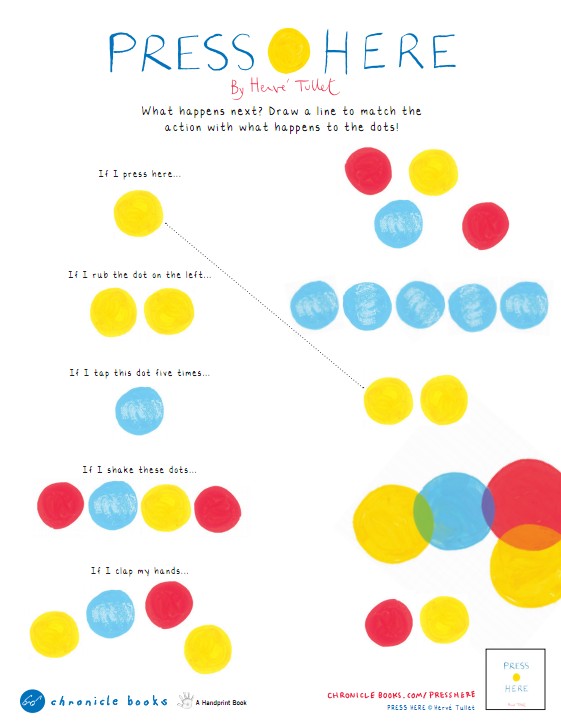 PRESS HERE
By Hervé Tullet
What happens next? Draw a line to match the
action with what happens to the dots!
If I press here...
If I rub the dot on the left...
If I tap this dot five times...
If I shake these dots...
If I clap my hands...
chronicle books
A Handprint Book
CHRONICLEBOOKS.COM/PRESSHERE
PRESS HERE © Hervé Tullet
PRESS
HERE